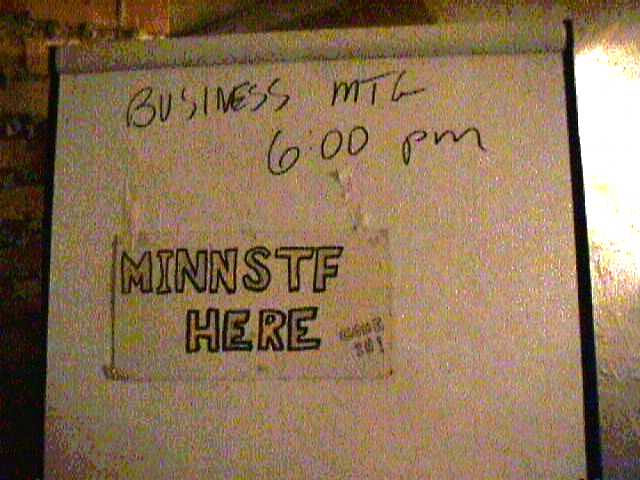 BUSINESS MTG
6:00 pm
MINNSTF
HERE